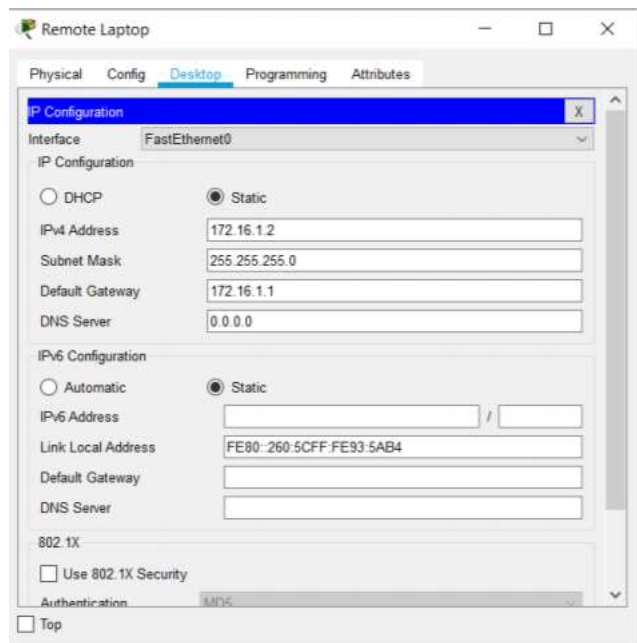 Remote Laptop
Physical Config Desktop Programming Attributes
IP Configuration X
Interface FastEthernet0
IP Configuration
DHCP Static
IPv4 Address 172.16.1.2
Subnet Mask 255.255.255.0
Default Gateway 172.16.1.1
DNS Server 0.0.0.0
IPv6 Configuration
Automatic Static
IPv6 Address /
Link Local Address FE80::260:5CFF:FE93:5AB4
Default Gateway
DNS Server
802.1X
Use 802.1X Security
Authentication MD5
Top